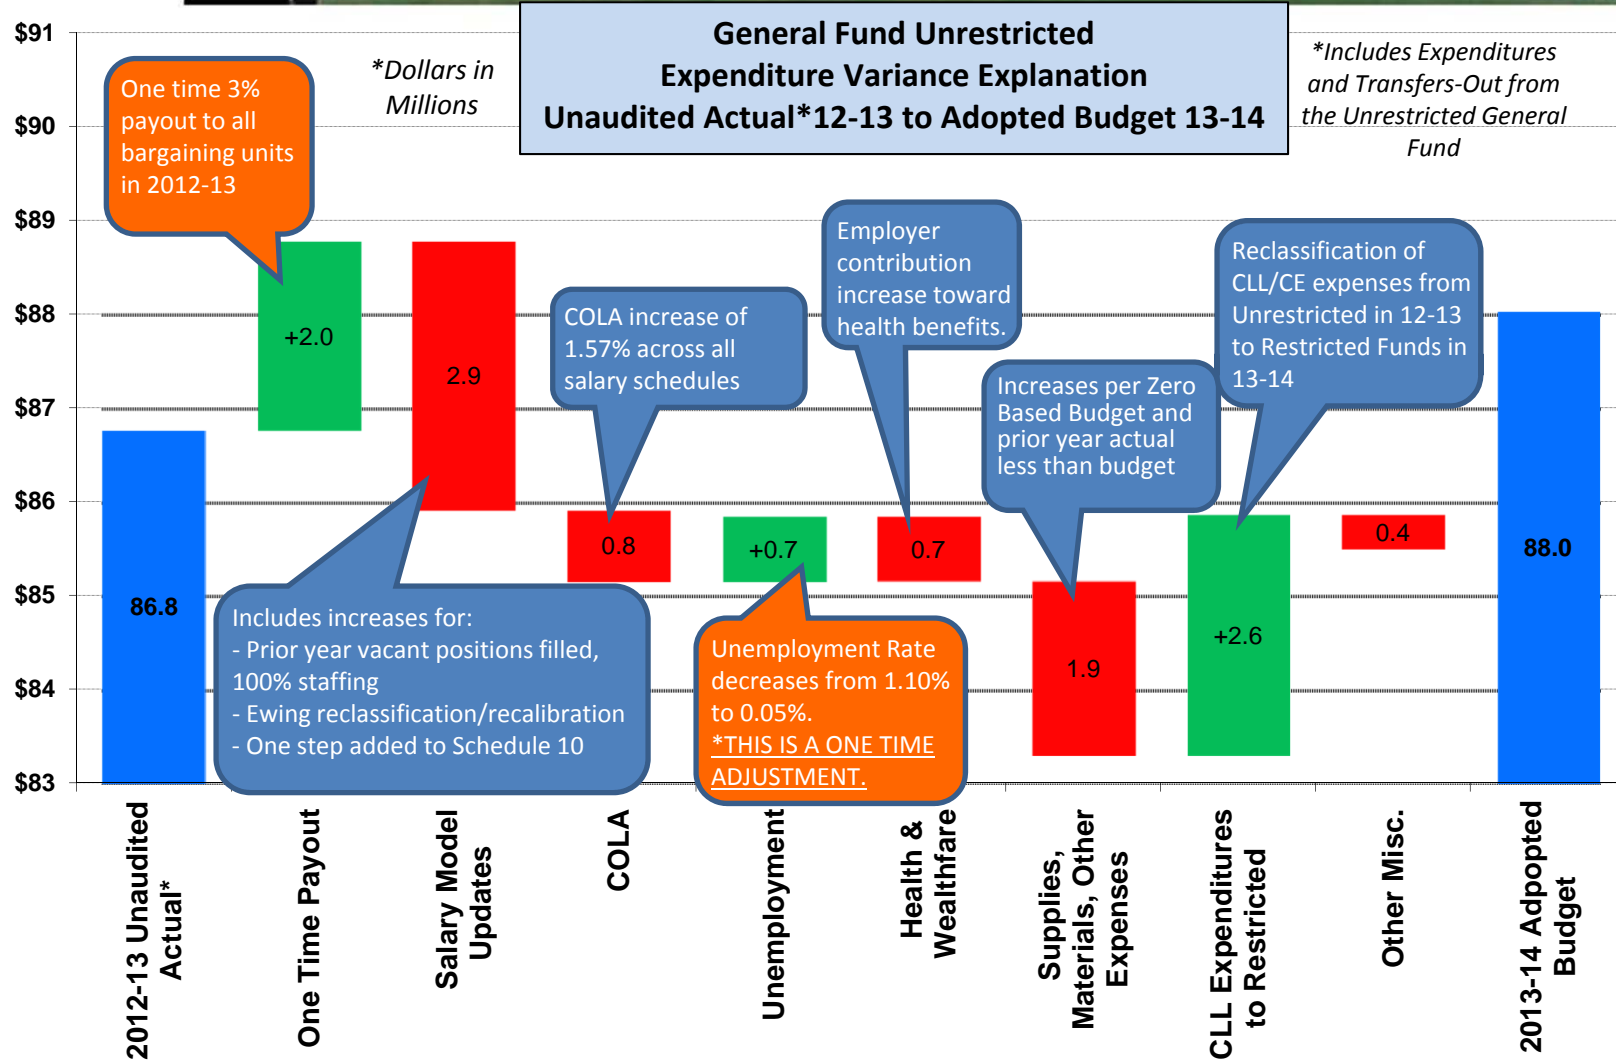 General Fund Unrestricted
Expenditure Variance Explanation
Unaudited Actual*12-13 to Adopted Budget 13-14
*Dollars in
Millions
*Includes Expenditures
and Transfers-Out from
the Unrestricted General
Fund
$91
$90
$89
$88
$87
$86
$85
$84
$83
One time 3%
payout to all
bargaining units
in 2012-13
Includes increases for:
- Prior year vacant positions filled,
100% staffing
- Ewing reclassification/recalibration
- One step added to Schedule 10
COLA increase of
1.57% across all
salary schedules
Unemployment Rate
decreases from 1.10%
to 0.05%.
*THIS IS A ONE TIME
ADJUSTMENT.
Employer
contribution
increase toward
health benefits.
Increases per Zero
Based Budget and
prior year actual
less than budget
Reclassification of
CLL/CE expenses from
Unrestricted in 12-13
to Restricted Funds in
13-14
86.8
+2.0
2.9
0.8
+0.7
0.7
1.9
+2.6
0.4
88.0
2012-13 Unaudited
Actual*
One Time Payout
Salary Model
Updates
COLA
Unemployment
Health &
Wealthfare
Supplies,
Materials, Other
Expenses
CLL Expenditures
to Restricted
Other Misc.
2013-14 Adpopted
Budget